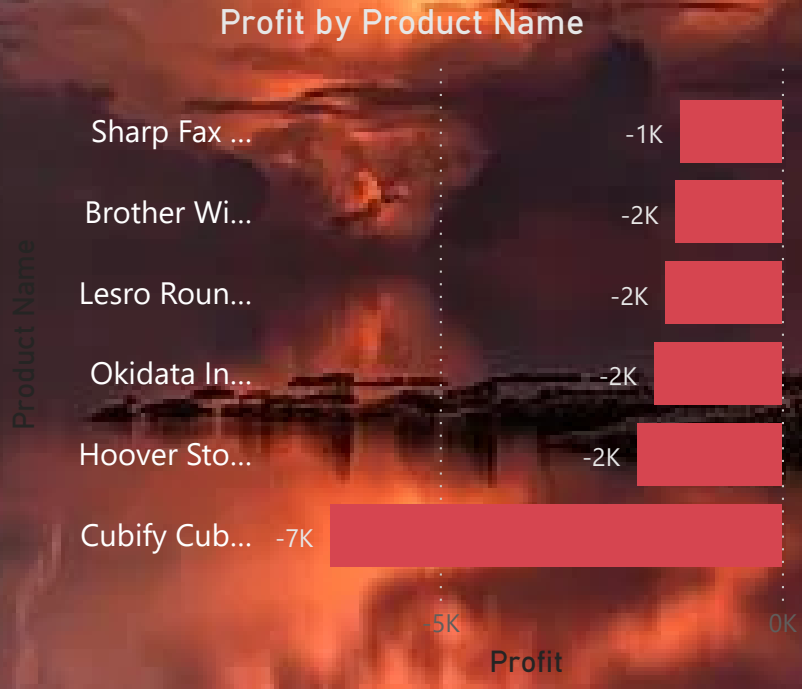 Profit by Product Name
Product Name
Sharp Fax ...
-1K
Brother Wi...
-2K
Lesro Roun...
-2K
Okidata In...
-2K
Hoover Sto...
-2K
Cubify Cub...
-7K
-5K
0K
Profit